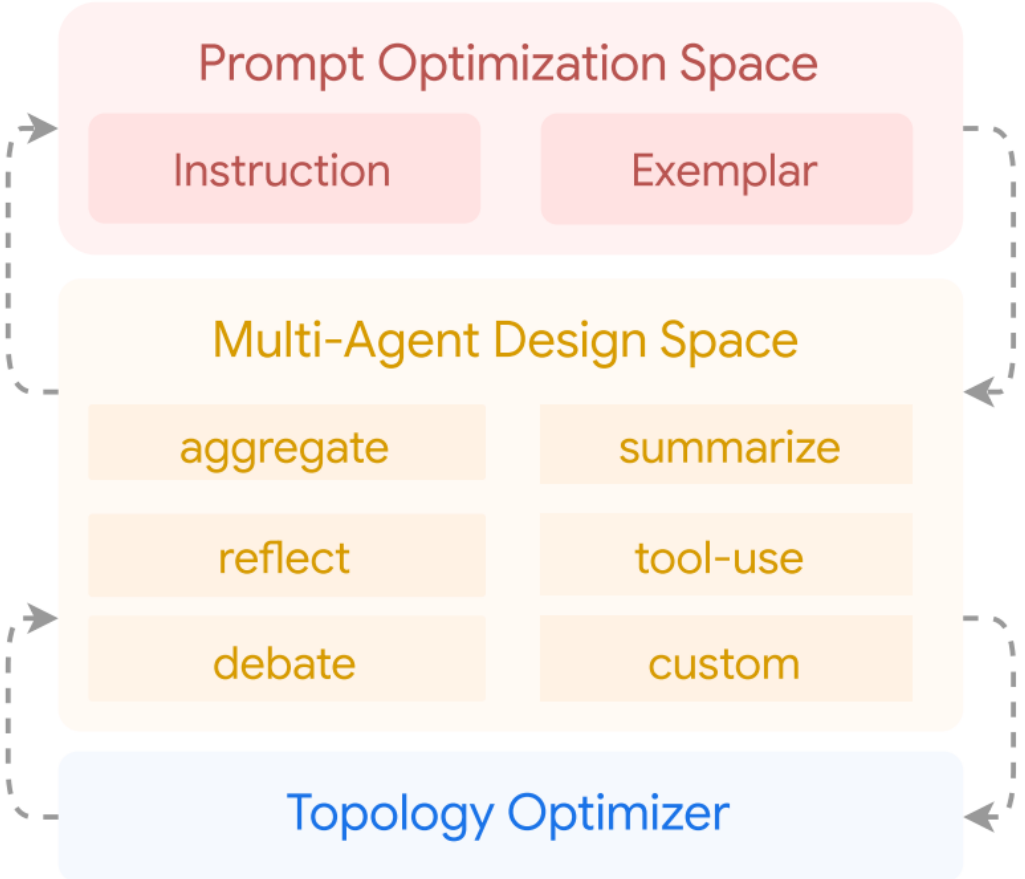 Prompt Optimization Space
Instruction
Exemplar
Multi-Agent Design Space
aggregate
summarize
reflect
tool-use
debate
custom
Topology Optimizer